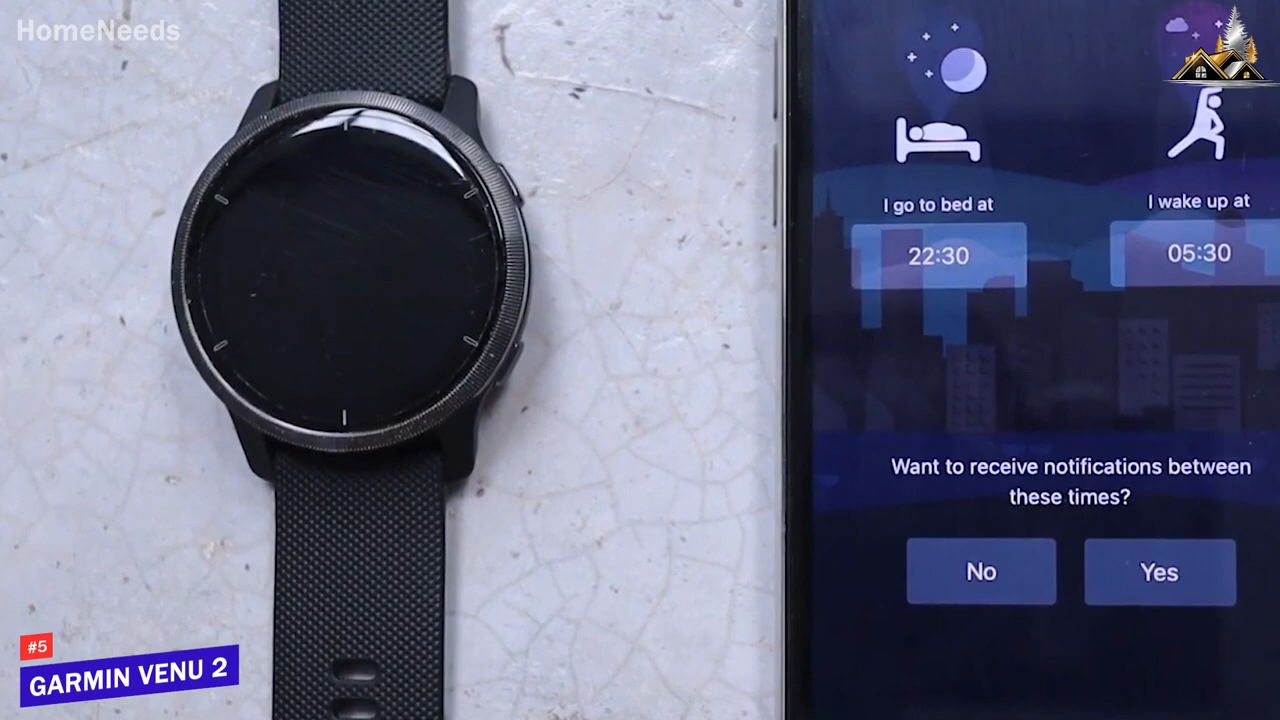 HomeNeeds
I go to bed at
I wake up at
22:30
05:30
Want to receive notifications between
these times?
No
Yes
#5
GARMIN VENU 2